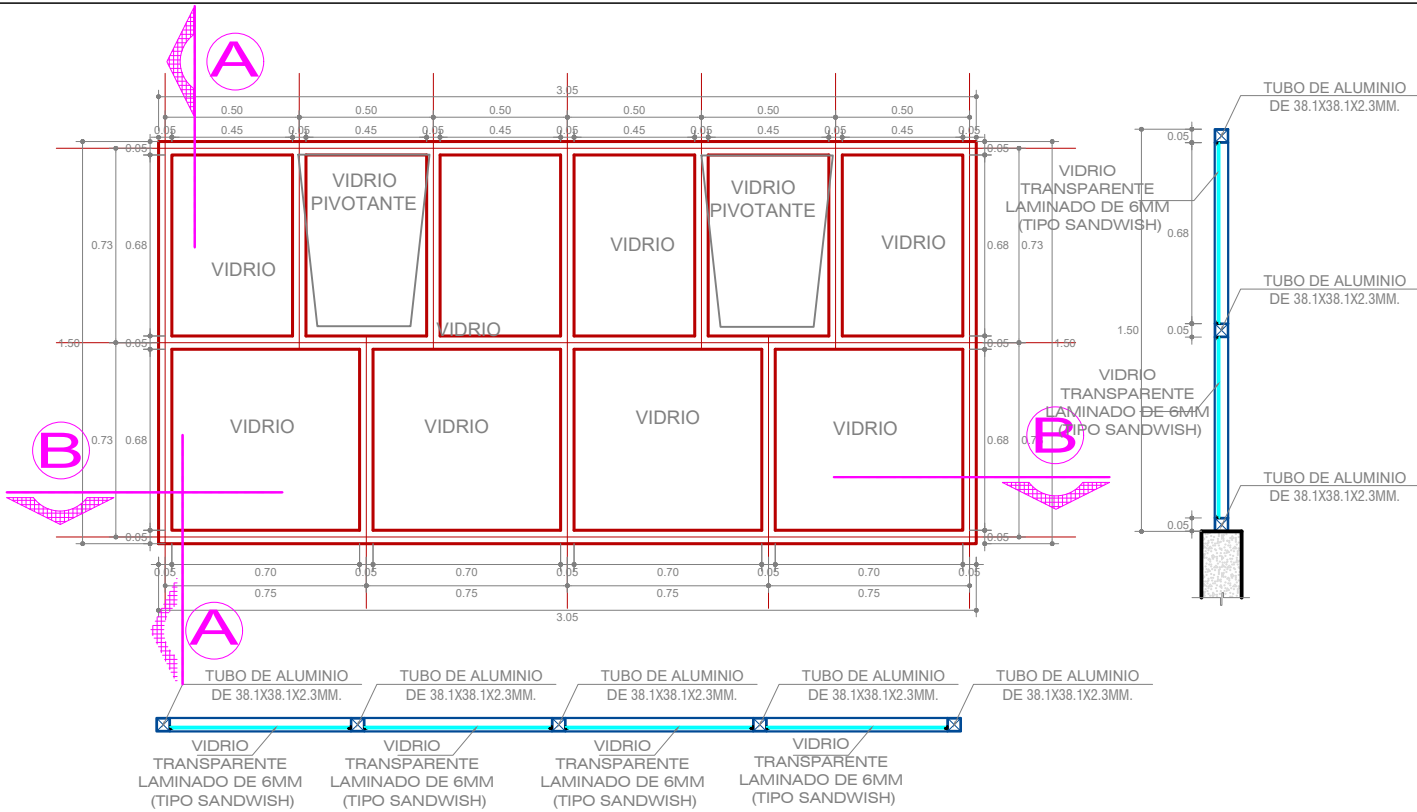 A
3.05
0.50 0.50 0.50 0.50 0.50 0.50
0.05 0.45 0.05 0.45 0.05 0.45 0.05 0.45 0.05 0.45 0.05 0.45 0.05
0.05 0.05
VIDRIO
PIVOTANTE
VIDRIO
PIVOTANTE
VIDRIO
VIDRIO
VIDRIO
VIDRIO
0.73 0.68
0.68 0.73
1.50 0.05
0.05 1.50
VIDRIO
VIDRIO
VIDRIO
VIDRIO
0.73 0.68
0.68
B
B
0.05 0.05
0.05 0.70 0.05 0.70 0.05 0.70 0.05 0.70 0.05
0.75 0.75 0.75 0.75
3.05
A
TUBO DE ALUMINIO
DE 38.1X38.1X2.3MM.
0.05
VIDRIO
TRANSPARENTE
LAMINADO DE 6MM
(TIPO SANDWISH)
0.68
TUBO DE ALUMINIO
DE 38.1X38.1X2.3MM.
1.50 0.05
VIDRIO
TRANSPARENTE
LAMINADO DE 6MM
(TIPO SANDWISH)
TUBO DE ALUMINIO
DE 38.1X38.1X2.3MM.
0.05
TUBO DE ALUMINIO
DE 38.1X38.1X2.3MM.
TUBO DE ALUMINIO
DE 38.1X38.1X2.3MM.
TUBO DE ALUMINIO
DE 38.1X38.1X2.3MM.
TUBO DE ALUMINIO
DE 38.1X38.1X2.3MM.
TUBO DE ALUMINIO
DE 38.1X38.1X2.3MM.
VIDRIO
TRANSPARENTE
LAMINADO DE 6MM
(TIPO SANDWISH)
VIDRIO
TRANSPARENTE
LAMINADO DE 6MM
(TIPO SANDWISH)
VIDRIO
TRANSPARENTE
LAMINADO DE 6MM
(TIPO SANDWISH)
VIDRIO
TRANSPARENTE
LAMINADO DE 6MM
(TIPO SANDWISH)